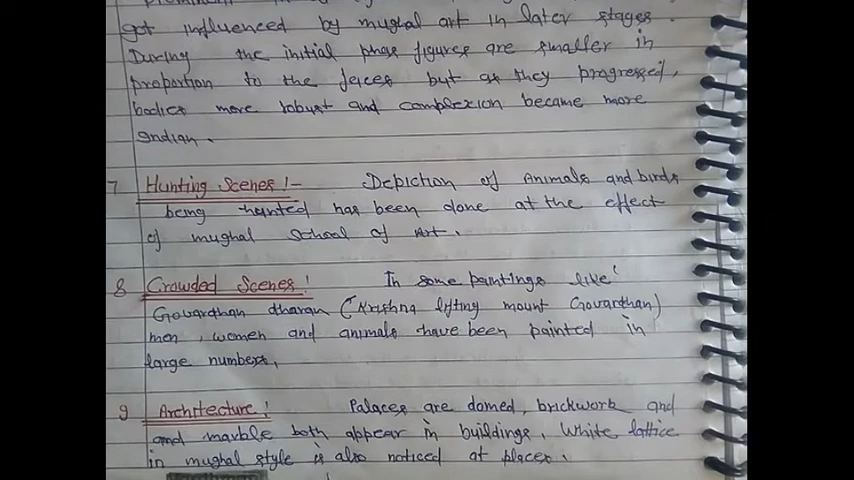 got influenced by mughal art in later stages.
During the initial phase figures are smaller in
proportion to the faces but as they progressed,
bodies more robust and complexion became more
Indian.
7 Hunting Scenes!- Depiction of Animals and birds
being hunted has been done at the effect
of mughal School of Art.
8 Crowded Scenes! In some paintings like'
Govardhan dharan (Krishna lifting mount Govardhan)
men, women and animals have been painted in
large numbers,
9 Architecture! Palaces are domed, brickwork and
and marble both appear in buildings, White lattice
in mughal style is also noticed at places.